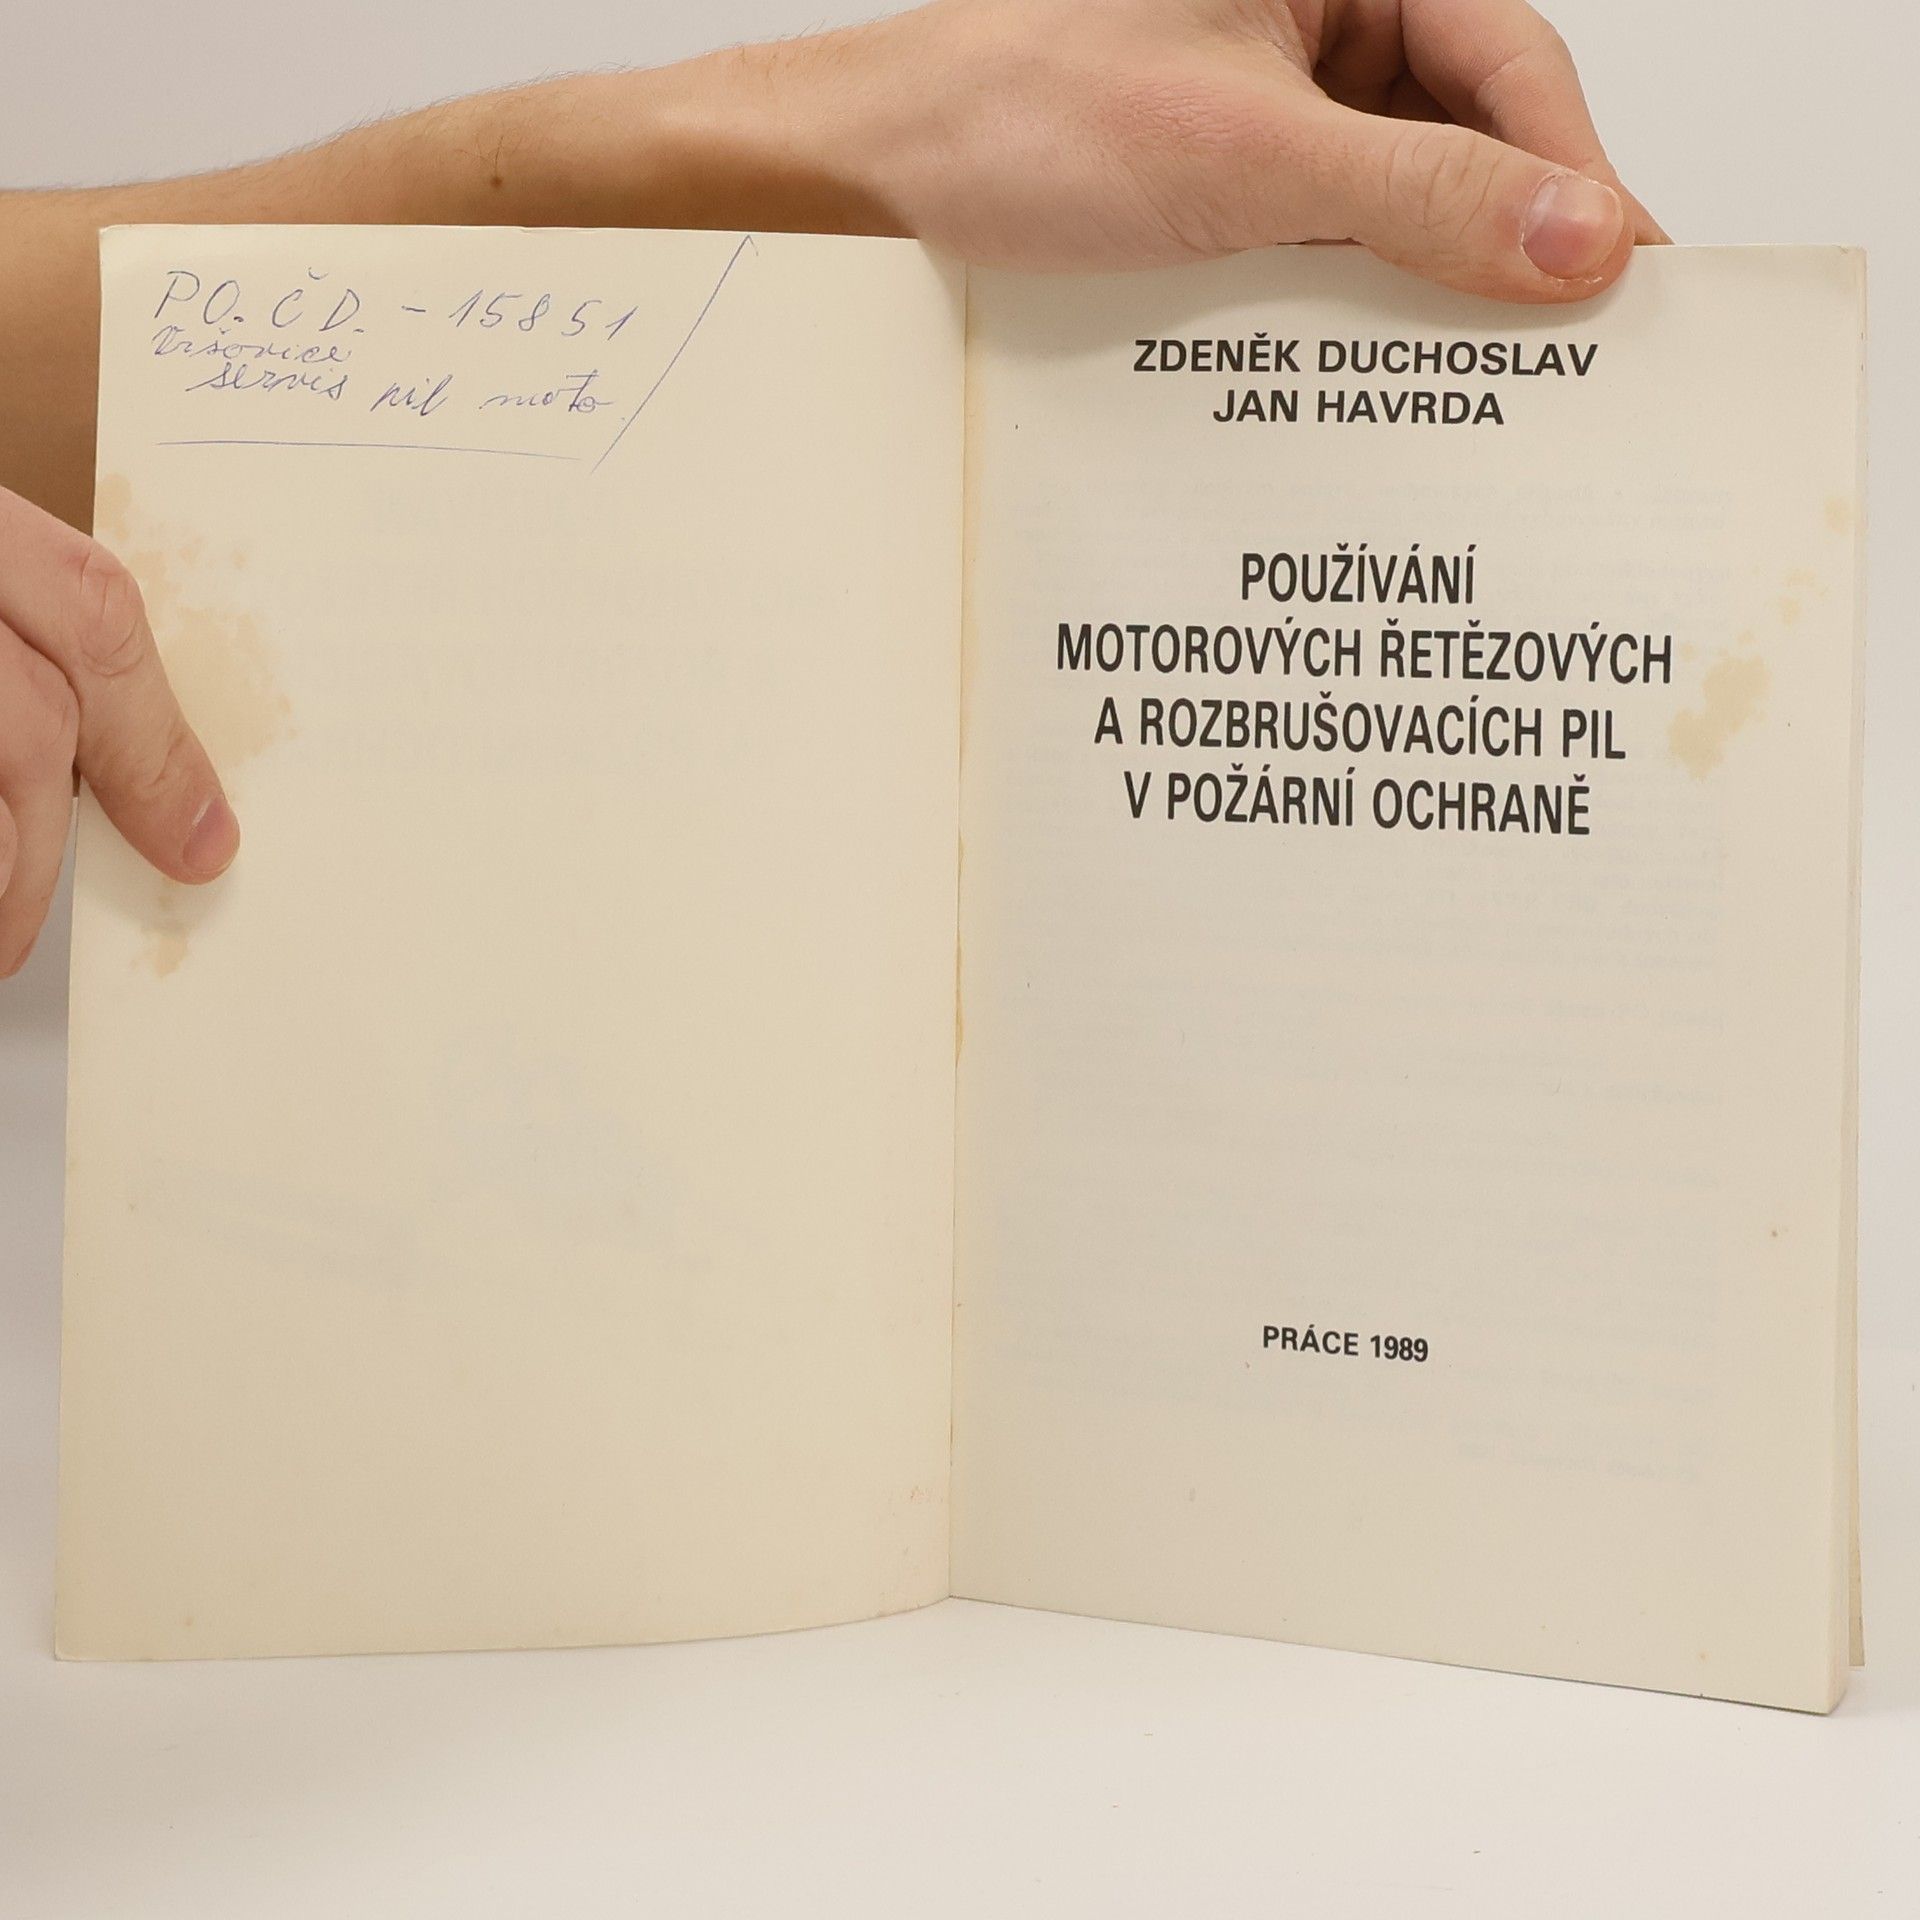 PO. ČD. - 15851
Vršovice
servis pil moto.
ZDENĚK DUCHOSLAV
JAN HAVRDA
POUŽÍVÁNÍ
MOTOROVÝCH ŘETĚZOVÝCH
A ROZBRUŠOVACÍCH PIL
V POŽÁRNÍ OCHRANĚ
PRÁCE 1989